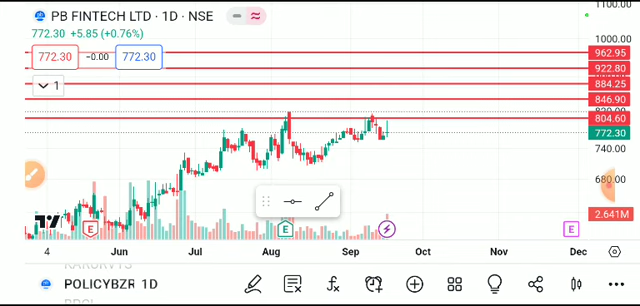 PB FINTECH LTD · 1D · NSE
772.30 +5.85 (+0.76%)
772.30 −0.00 772.30
1
1100.00
1000.00
962.95
922.80
884.25
846.90
804.60
772.30
740.00
680.00
2.641M
E E E
4 Jun Jul Aug Sep Oct Nov Dec
POLICYBZR 1D